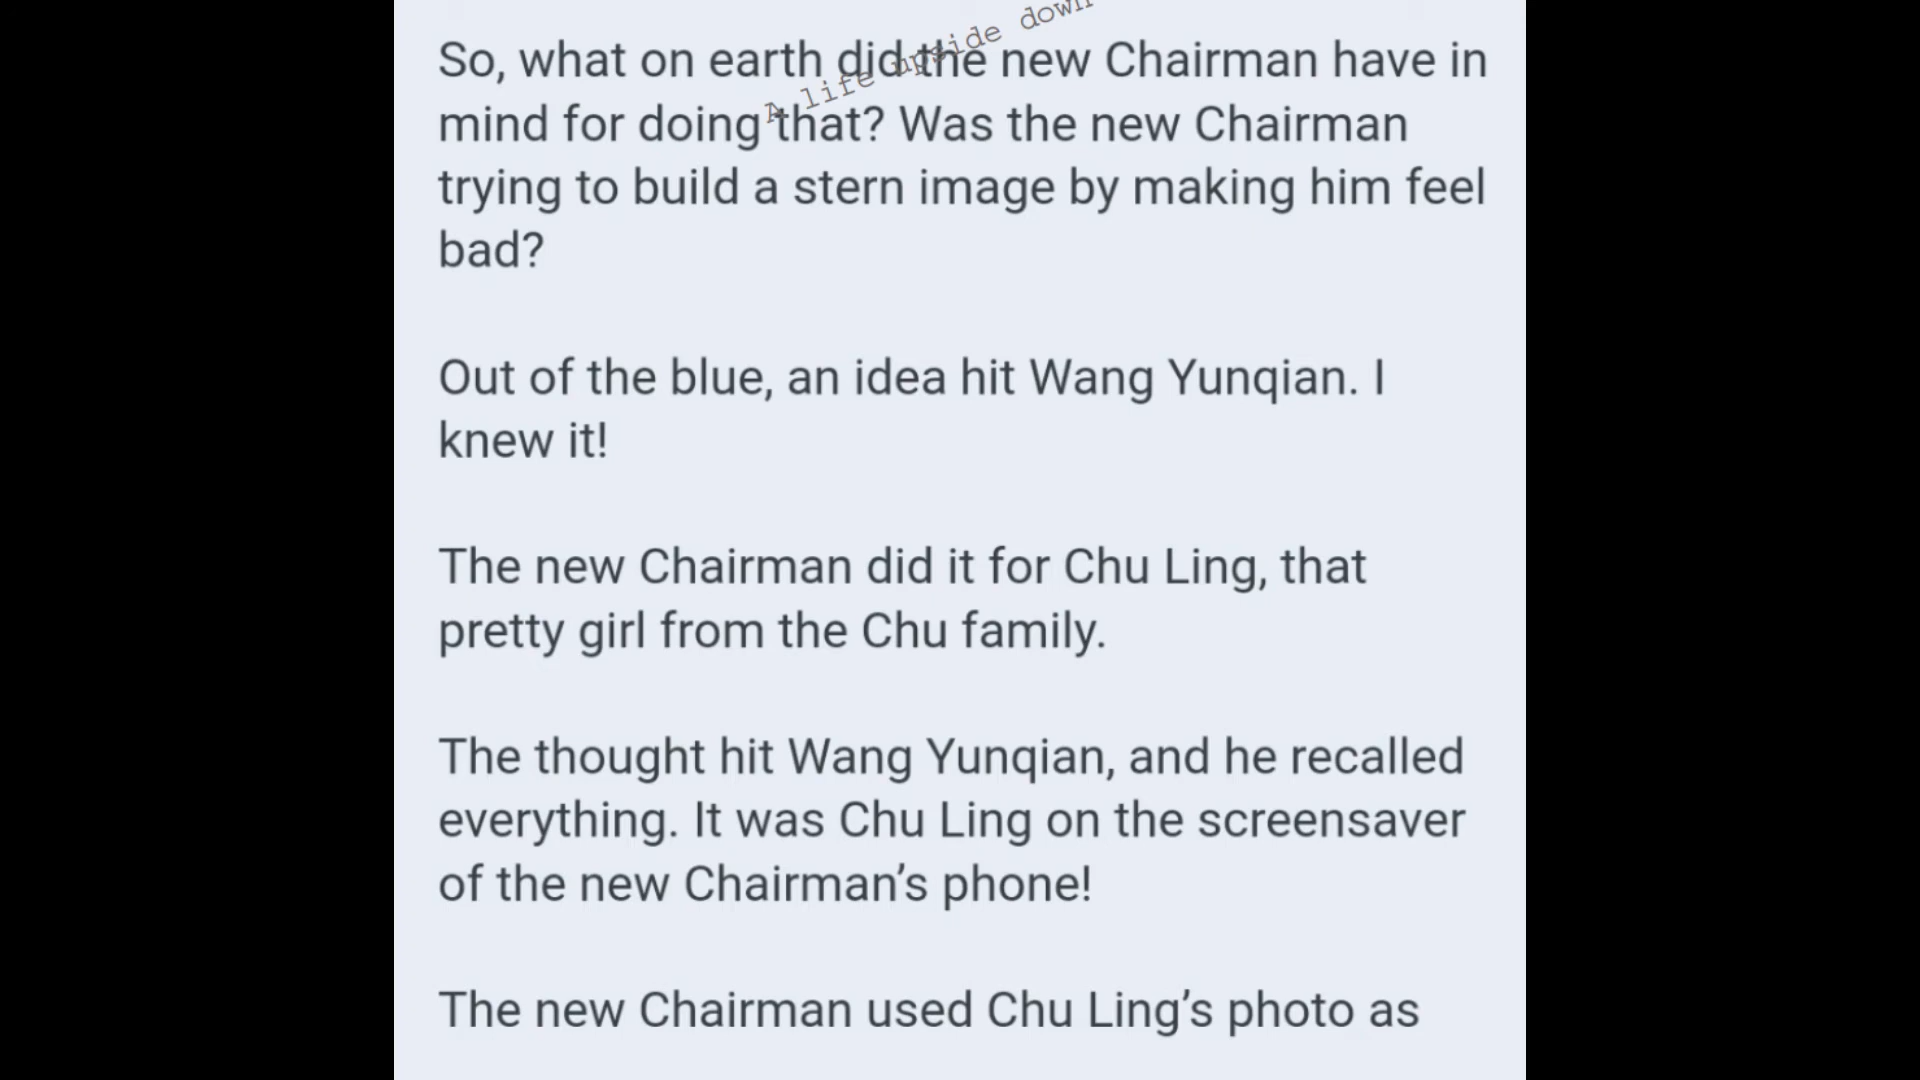 A life upside down
So, what on earth did the new Chairman have in
mind for doing that? Was the new Chairman
trying to build a stern image by making him feel
bad?
Out of the blue, an idea hit Wang Yunqian. I
knew it!
The new Chairman did it for Chu Ling, that
pretty girl from the Chu family.
The thought hit Wang Yunqian, and he recalled
everything. It was Chu Ling on the screensaver
of the new Chairman’s phone!
The new Chairman used Chu Ling’s photo as